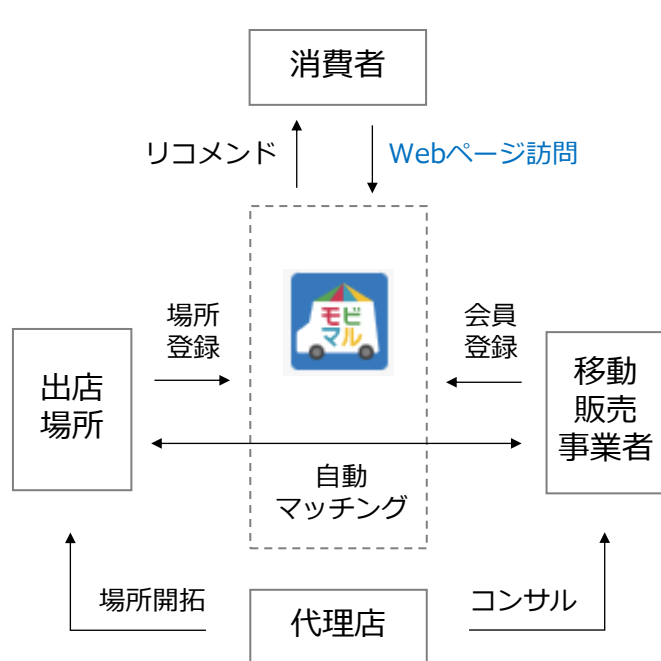 消費者
リコメンド
Webページ訪問
モビ
マル
場所
登録
会員
登録
出店
場所
移動
販売
事業者
自動
マッチング
場所開拓
代理店
コンサル